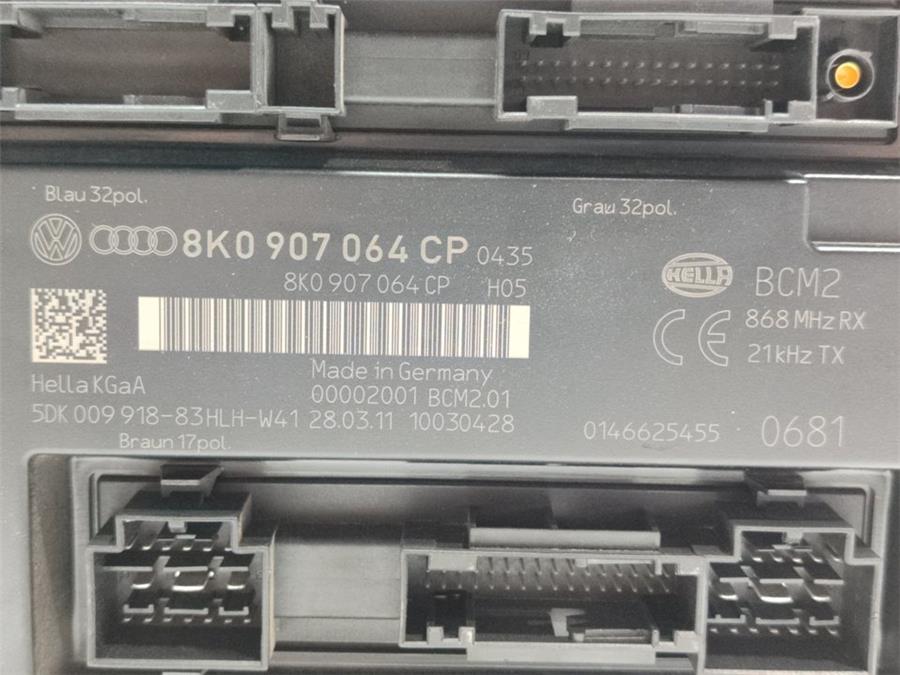 Blau 32pol.
Grau 32pol.
8K0 907 064 CP 0435
8K0 907 064 CP H05
HELLA BCM2
868 MHz RX
21kHz TX
Made in Germany
Hella KGaA
00002001 BCM2.01
5DK 009 918-83 HLH-W41 28.03.11 10030428
0146625455 0681
Braun 17pol.